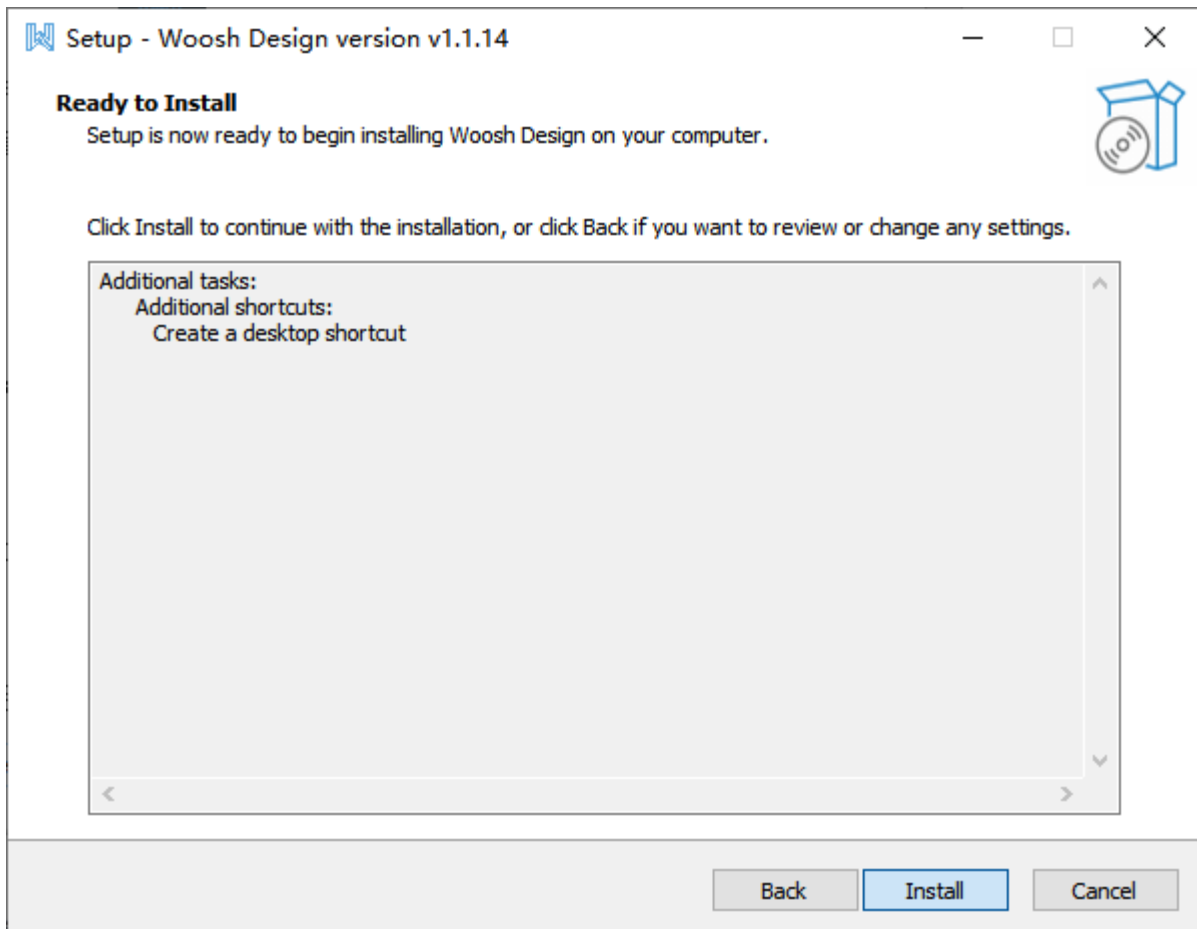 Setup - Woosh Design version v1.1.14
Ready to Install
Setup is now ready to begin installing Woosh Design on your computer.
Click Install to continue with the installation, or click Back if you want to review or change any settings.
Additional tasks:
Additional shortcuts:
Create a desktop shortcut
Back
Install
Cancel